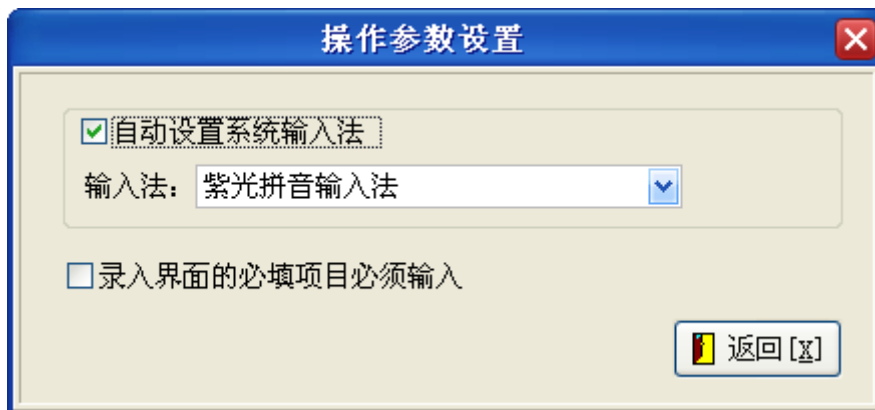 操作参数设置
自动设置系统输入法
输入法：紫光拼音输入法
录入界面的必填项目必须输入
返回[X]